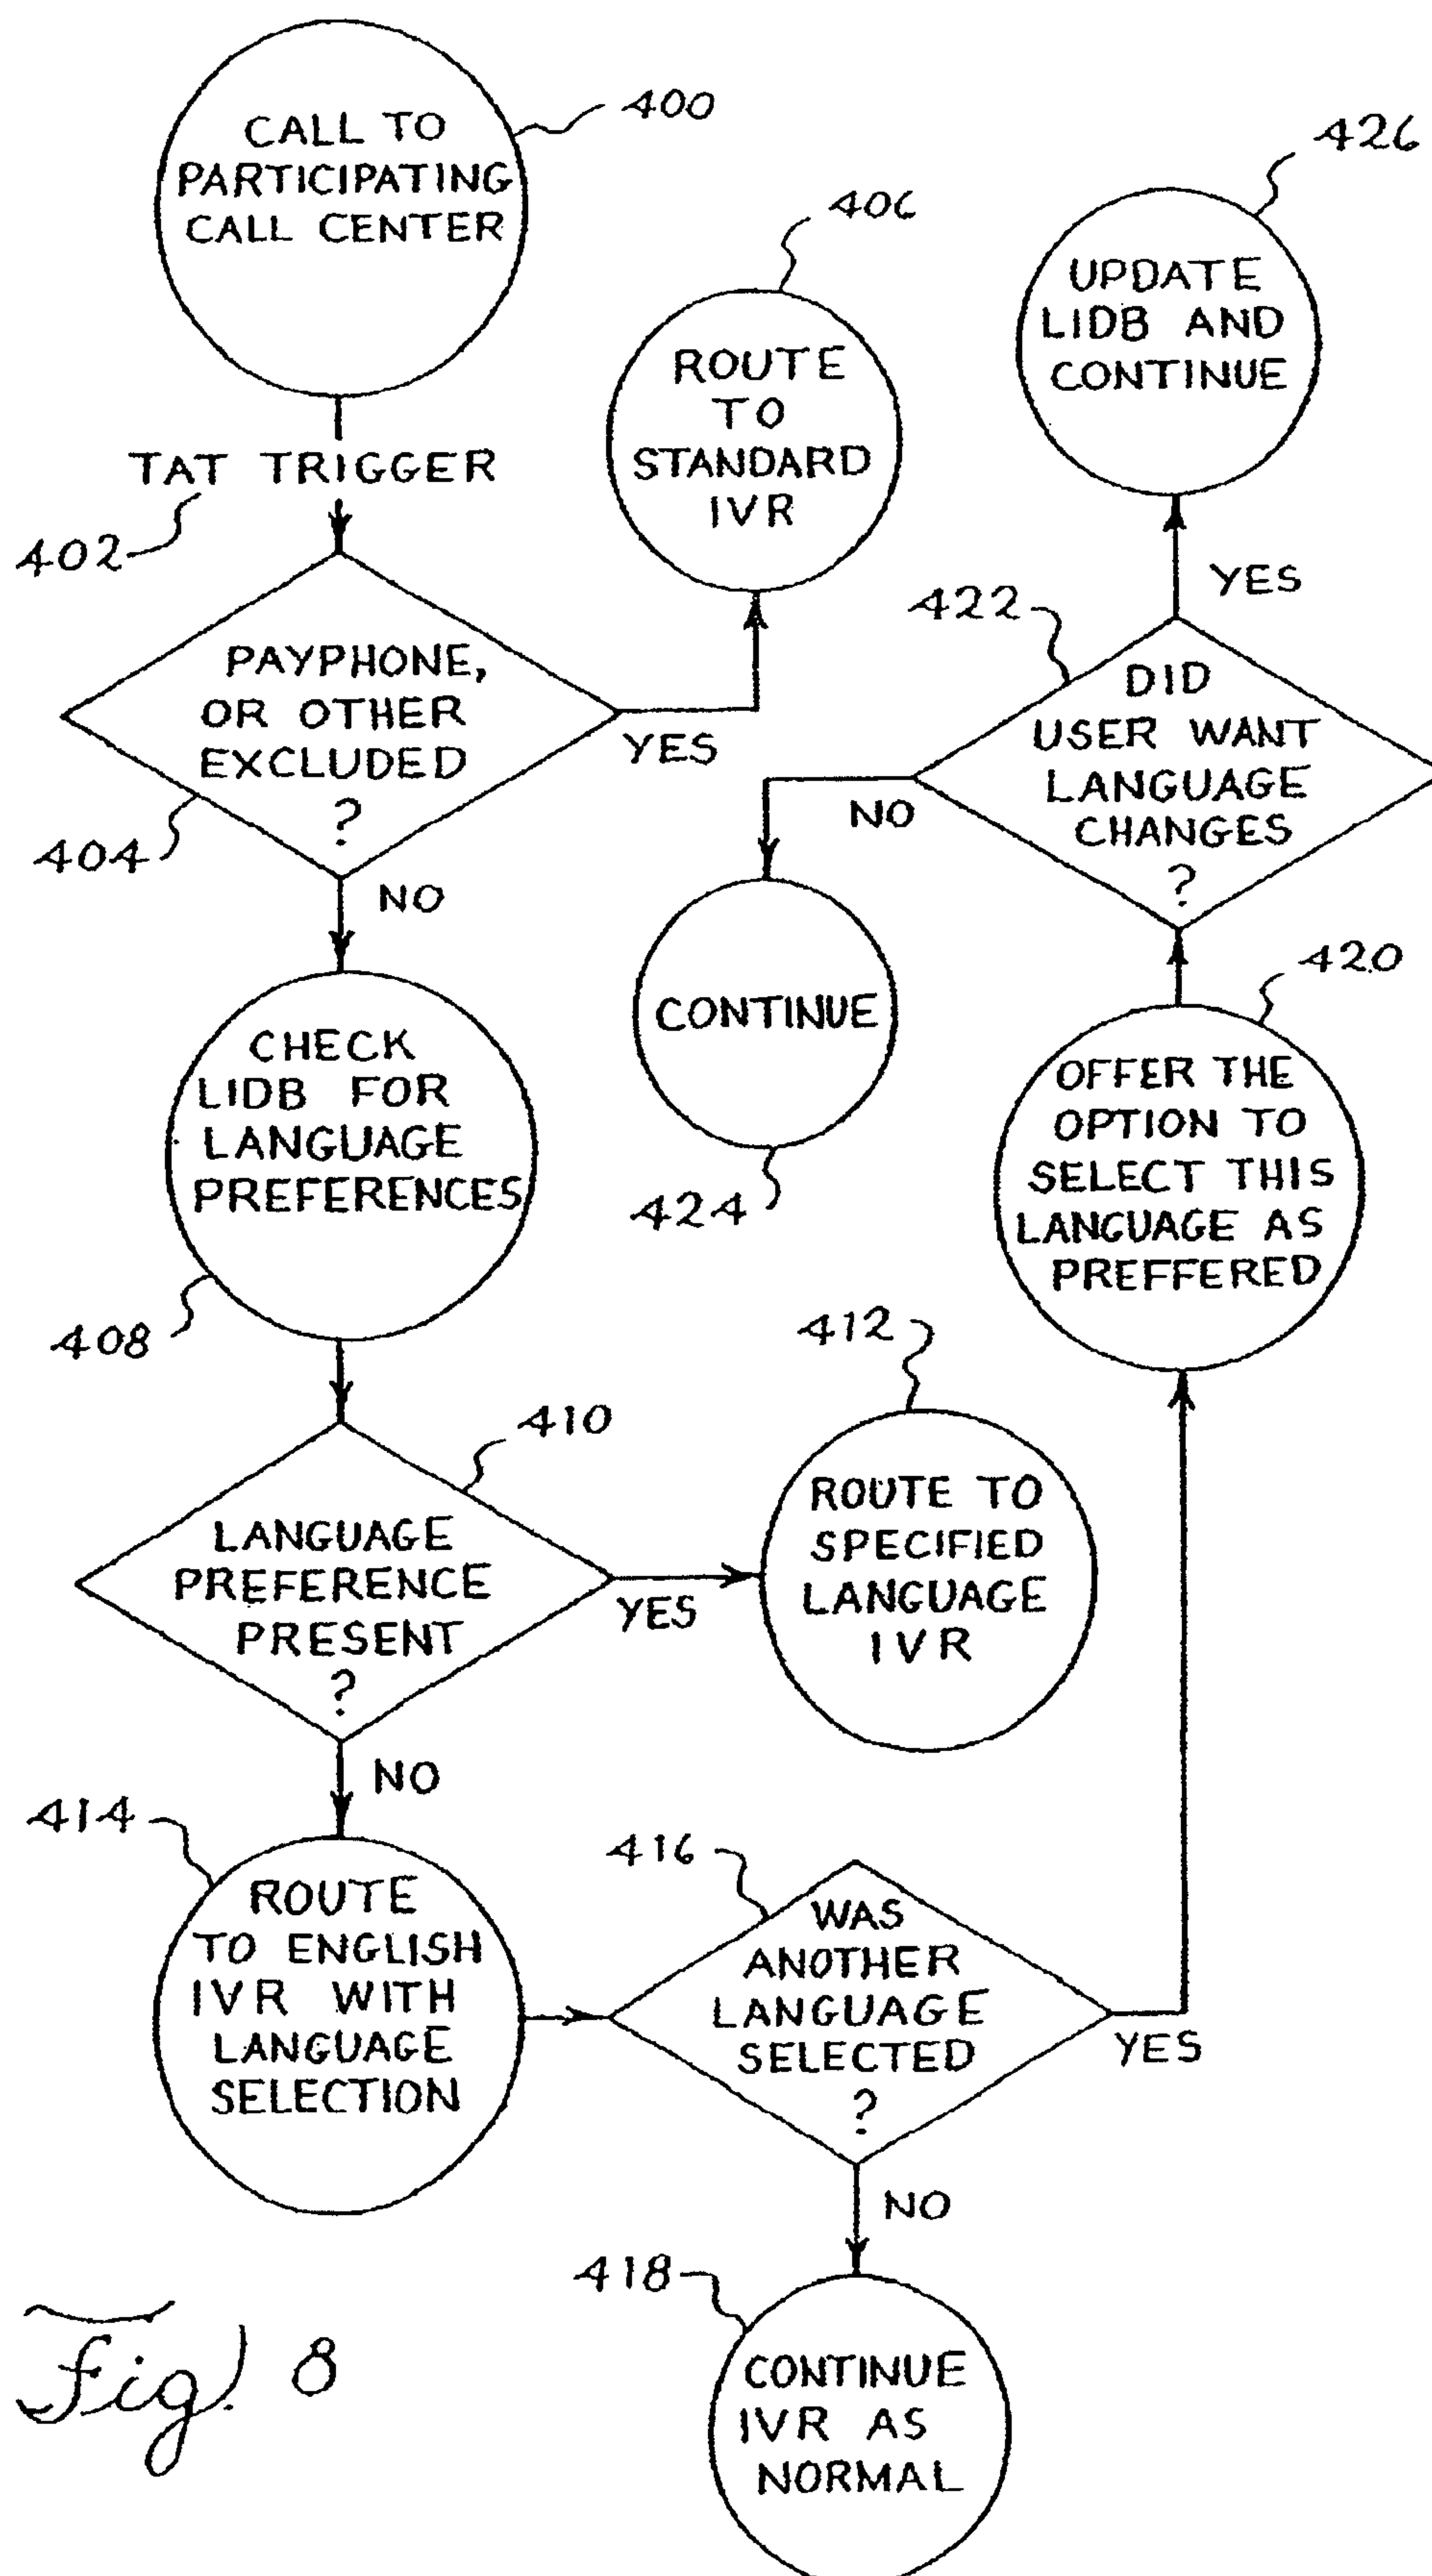 CALL TO
PARTICIPATING
CALL CENTER
400
TAT TRIGGER
402
PAYPHONE,
OR OTHER
EXCLUDED
?
404
YES
NO
406
ROUTE
TO
STANDARD
IVR
CHECK
LIDB FOR
LANGUAGE
PREFERENCES
408
410
LANGUAGE
PREFERENCE
PRESENT
?
YES
NO
412
ROUTE TO
SPECIFIED
LANGUAGE
IVR
414
ROUTE
TO ENGLISH
IVR WITH
LANGUAGE
SELECTION
416
WAS
ANOTHER
LANGUAGE
SELECTED
?
YES
NO
418
CONTINUE
IVR AS
NORMAL
420
OFFER THE
OPTION TO
SELECT THIS
LANGUAGE AS
PREFFERED
422
DID
USER WANT
LANGUAGE
CHANGES
?
NO
YES
CONTINUE
424
426
UPDATE
LIDB AND
CONTINUE
Fig. 8